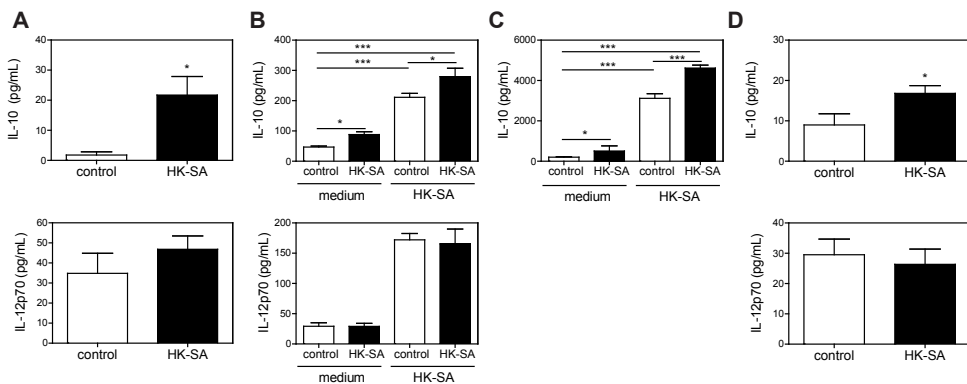 A
B
C
D
IL-10 (pg/mL)
40
30
20
10
0
*
control
HK-SA
IL-10 (pg/mL)
400
300
200
100
0
***
***
*
*
control
HK-SA
control
HK-SA
medium
HK-SA
IL-10 (pg/mL)
6000
4000
2000
0
***
***
***
*
control
HK-SA
control
HK-SA
medium
HK-SA
IL-10 (pg/mL)
30
20
10
0
*
control
HK-SA
IL-12p70 (pg/mL)
60
50
40
30
20
10
0
control
HK-SA
IL-12p70 (pg/mL)
200
150
100
50
0
control
HK-SA
control
HK-SA
medium
HK-SA
IL-12p70 (pg/mL)
40
30
20
10
0
control
HK-SA